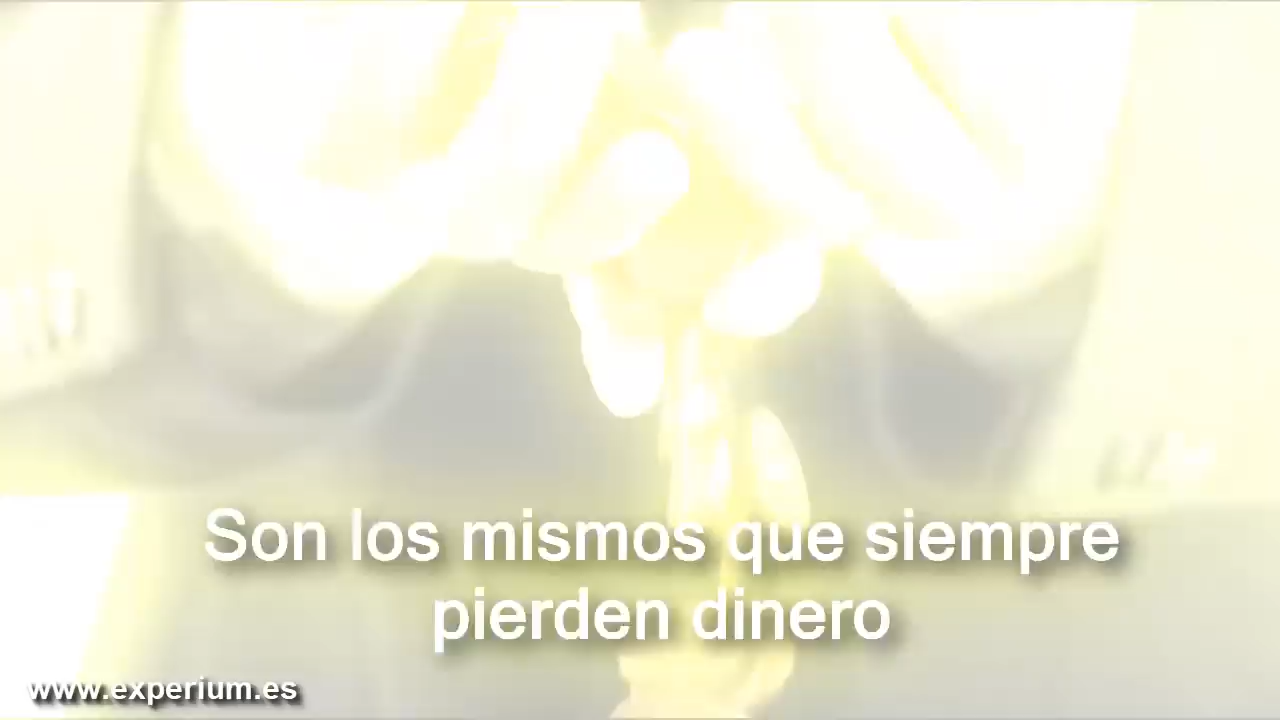 Son los mismos que siempre
pierden dinero
www.experium.es